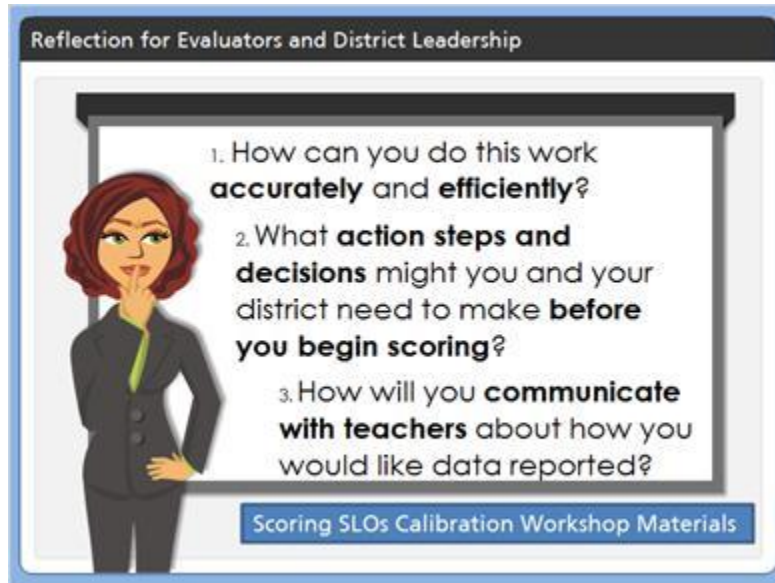 Reflection for Evaluators and District Leadership
1. How can you do this work
accurately and efficiently?
2. What action steps and
decisions might you and your
district need to make before
you begin scoring?
3. How will you communicate
with teachers about how you
would like data reported?
Scoring SLOs Calibration Workshop Materials